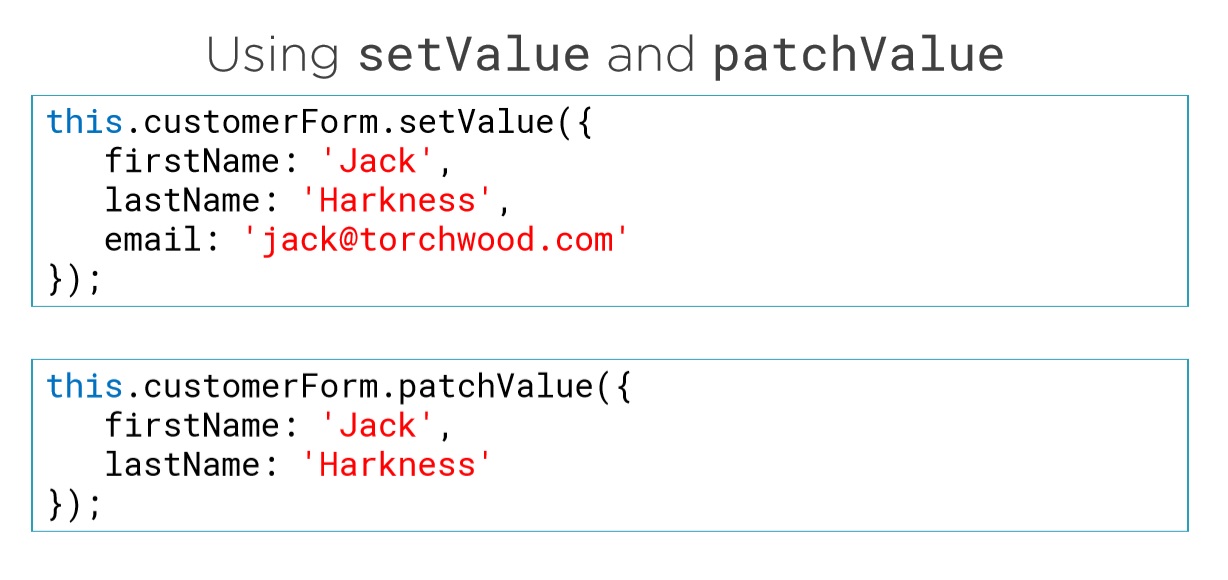 Using setValue and patchValue
this.customerForm.setValue({
   firstName: 'Jack',
   lastName: 'Harkness',
   email: 'jack@torchwood.com'
});
this.customerForm.patchValue({
   firstName: 'Jack',
   lastName: 'Harkness'
});